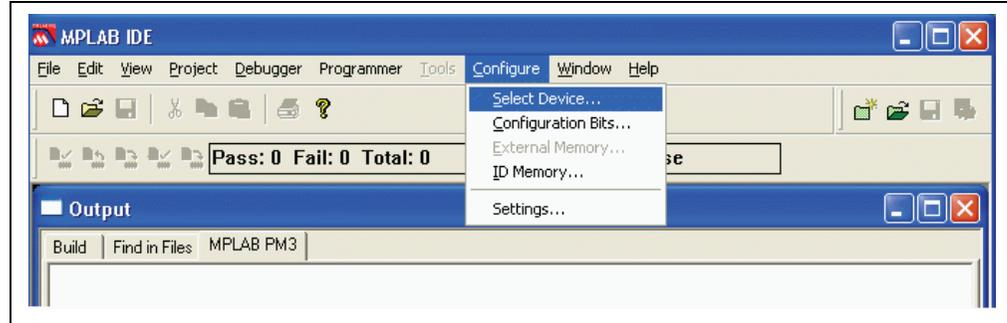 MPLAB IDE
File Edit View Project Debugger Programmer Tools Configure Window Help
Select Device...
Configuration Bits...
External Memory...
ID Memory...
Settings...
Pass: 0 Fail: 0 Total: 0
se
Output
Build Find in Files MPLAB PM3